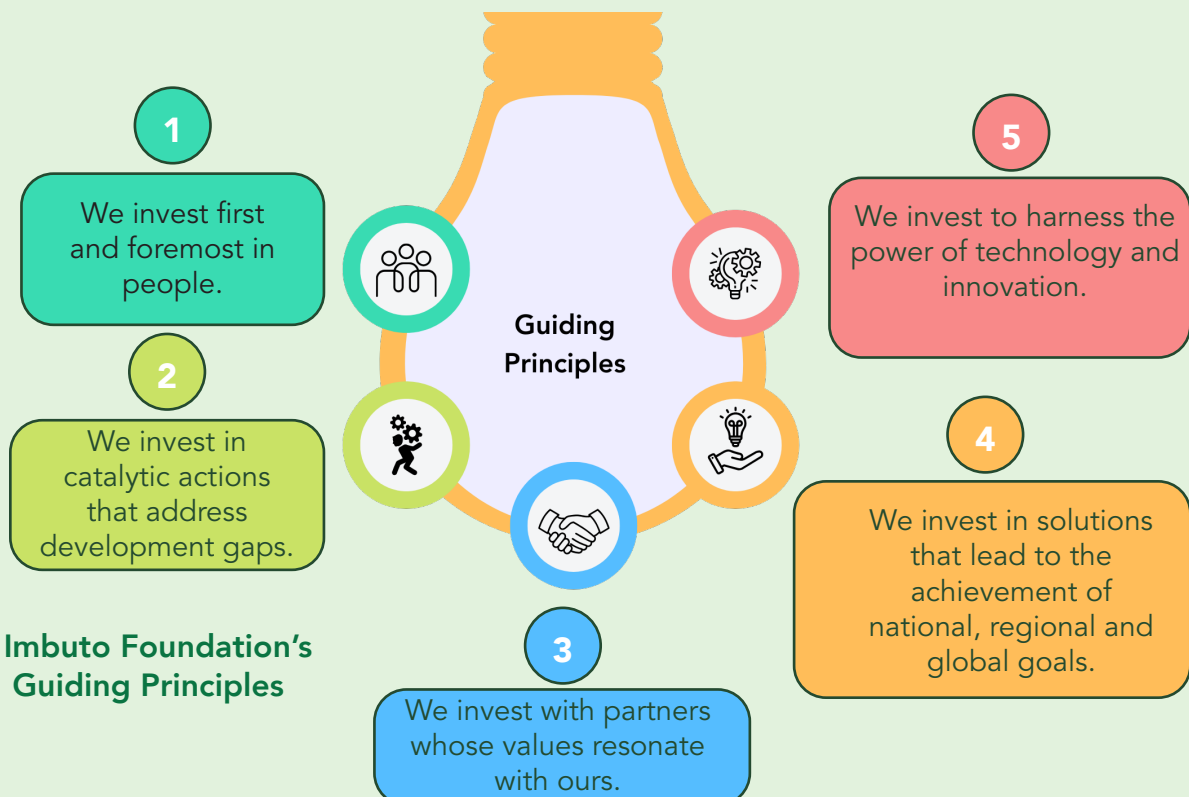 1
We invest first
and foremost in
people.
2
We invest in
catalytic actions
that address
development gaps.
Imbuto Foundation’s
Guiding Principles
Guiding
Principles
3
We invest with partners
whose values resonate
with ours.
4
We invest in solutions
that lead to the
achievement of
national, regional and
global goals.
5
We invest to harness the
power of technology and
innovation.